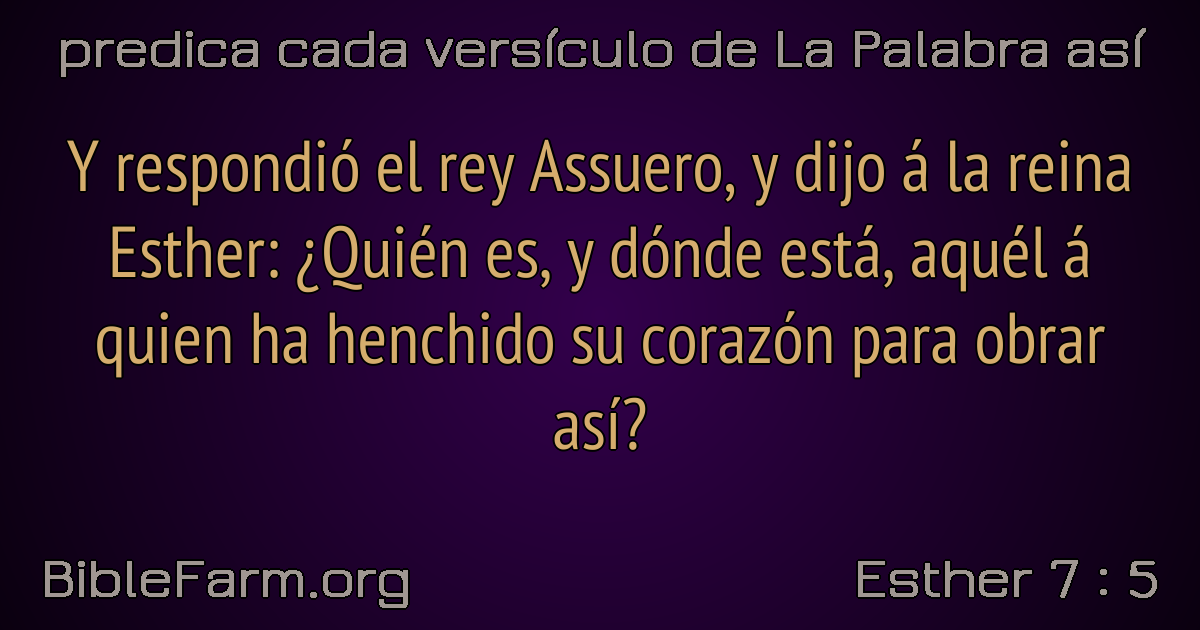 predica cada versículo de La Palabra así
Y respondió el rey Assuero, y dijo á la reina
Esther: ¿Quién es, y dónde está, aquél á
quien ha henchido su corazón para obrar
así?
BibleFarm.org
Esther 7 : 5